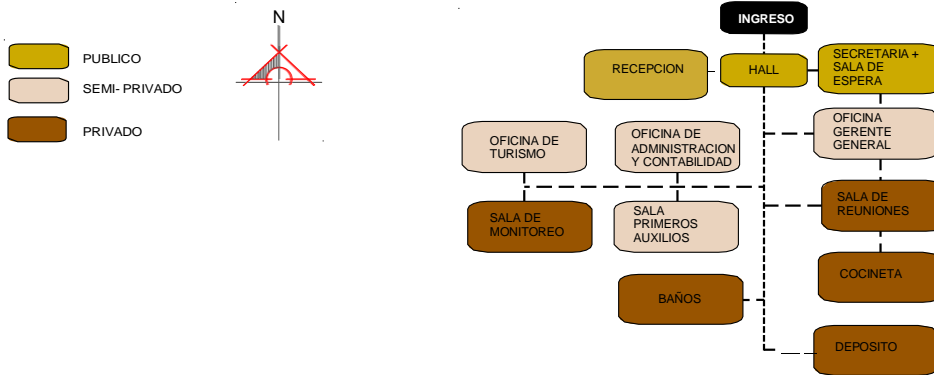 N
PUBLICO
SEMI- PRIVADO
PRIVADO
INGRESO
RECEPCION
HALL
SECRETARIA +
SALA DE
ESPERA
OFICINA DE
TURISMO
OFICINA DE
ADMINISTRACION
Y CONTABILIDAD
OFICINA
GERENTE
GENERAL
SALA DE
MONITOREO
SALA
PRIMEROS
AUXILIOS
SALA DE
REUNIONES
COCINETA
BAÑOS
DEPOSITO